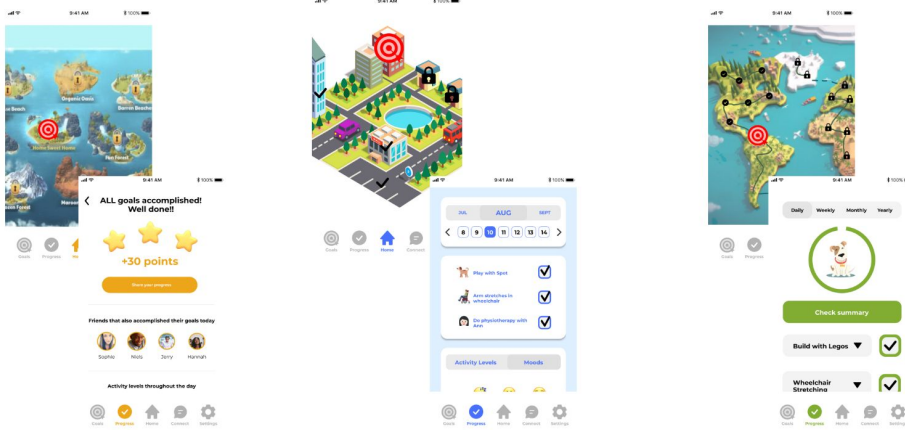 9:41 AM
100%
Organic Oasis
Barren Beaches
Home Sweet Home
Fun Forest
Goals
Progress
9:41 AM
100%
ALL goals accomplished!
Well done!!
+30 points
Share your progress
Friends that also accomplished their goals today
Sophie
Niels
Jerry
Hannah
Activity levels throughout the day
Goals
Progress
Home
Connect
Settings
9:41 AM
100%
Goals
Progress
Home
Connect
9:41 AM
100%
JUL
AUG
SEPT
8 9 10 11 12 13 14
Play with Spot
Arm stretches in
wheelchair
Do physiotherapy with
Ann
Activity Levels
Moods
Goals
Progress
Home
Connect
Settings
9:41 AM
100%
Goals
Progress
9:41 AM
100%
Daily
Weekly
Monthly
Yearly
Check summary
Build with Legos
Wheelchair
Stretching
Goals
Progress
Home
Connect